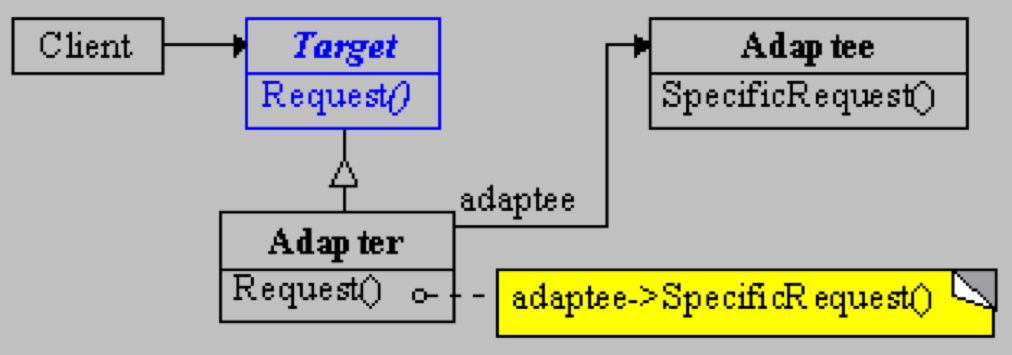 Client
Target
Request()
Adaptee
SpecificRequest()
adaptee
Adapter
Request()
adaptee->SpecificRequest()